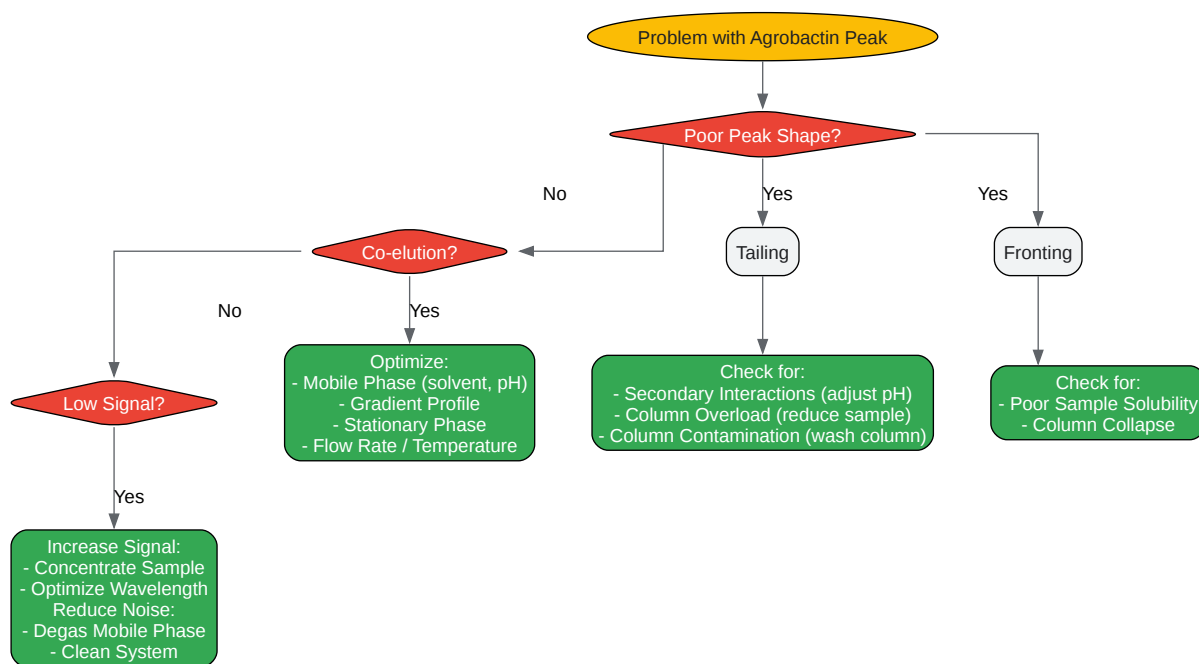 Problem with Agrobactin Peak
Poor Peak Shape?
No
Yes
Yes
Co-elution?
Tailing
Fronting
No
Yes
Optimize:
- Mobile Phase (solvent, pH)
- Gradient Profile
- Stationary Phase
- Flow Rate / Temperature
Check for:
- Secondary Interactions (adjust pH)
- Column Overload (reduce sample)
- Column Contamination (wash column)
Check for:
- Poor Sample Solubility
- Column Collapse
Low Signal?
Yes
Increase Signal:
- Concentrate Sample
- Optimize Wavelength
Reduce Noise:
- Degas Mobile Phase
- Clean System